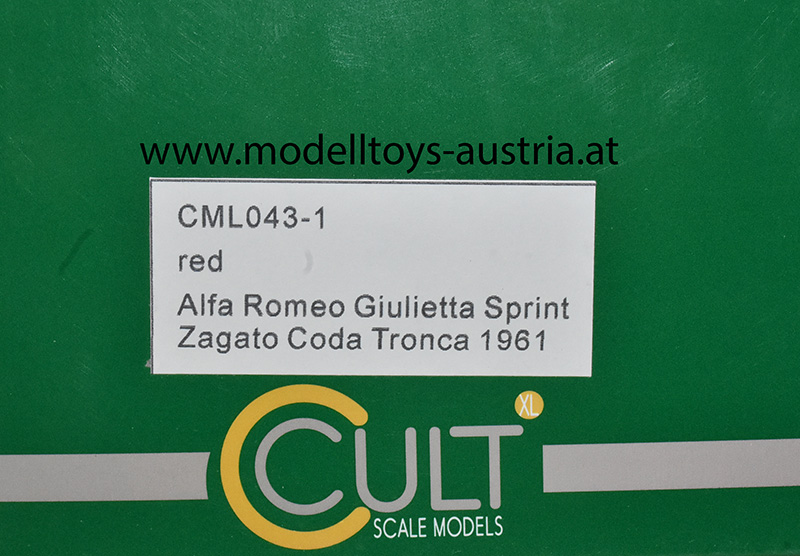 www.modelltoys-austria.at
CML043-1
red
Alfa Romeo Giulietta Sprint
Zagato Coda Tronca 1961
CULT XL
SCALE MODELS